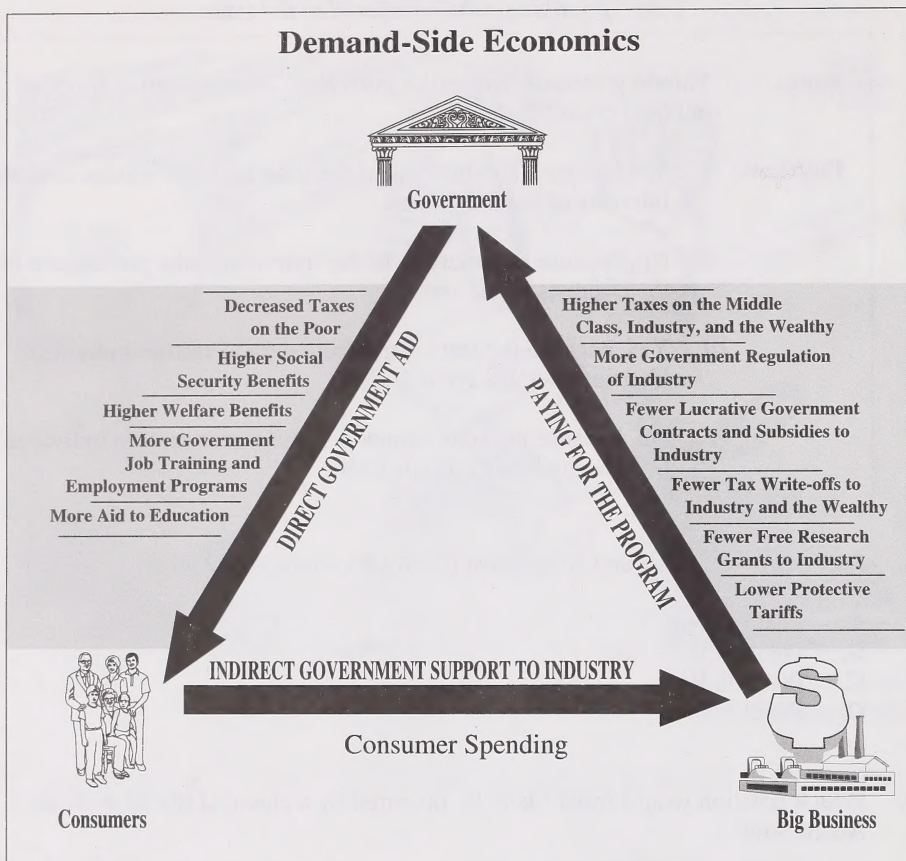 Demand-Side Economics
Government
Decreased Taxes
on the Poor
Higher Social
Security Benefits
Higher Welfare Benefits
More Government
Job Training and
Employment Programs
More Aid to Education
DIRECT GOVERNMENT AID
PAYING FOR THE PROGRAM
Higher Taxes on the Middle
Class, Industry, and the Wealthy
More Government Regulation
of Industry
Fewer Lucrative Government
Contracts and Subsidies to
Industry
Fewer Tax Write-offs to
Industry and the Wealthy
Fewer Free Research
Grants to Industry
Lower Protective
Tariffs
INDIRECT GOVERNMENT SUPPORT TO INDUSTRY
Consumer Spending
Consumers
$
Big Business